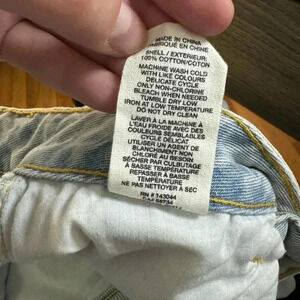 MADE IN CHINA
FABRIQUÉ EN CHINE
SHELL / EXTERIEUR:
100% COTTON/COTON
MACHINE WASH COLD
WITH LIKE COLOURS
DELICATE CYCLE
ONLY NON-CHLORINE
BLEACH WHEN NEEDED
TUMBLE DRY LOW
IRON AT LOW TEMPERATURE
DO NOT DRY CLEAN
LAVER À LA MACHINE À
L'EAU FROIDE AVEC DES
COULEURS SEMBLABLES
CYCLE DÉLICAT
UTILISER UN AGENT DE
BLANCHIMENT NON CHLORÉ
AU BESOIN
SÉCHER PAR CULBUTAGE
À BASSE TEMPÉRATURE
REPASSER À BASSE
TEMPÉRATURE
NE PAS NETTOYER À SEC
RN # 143044